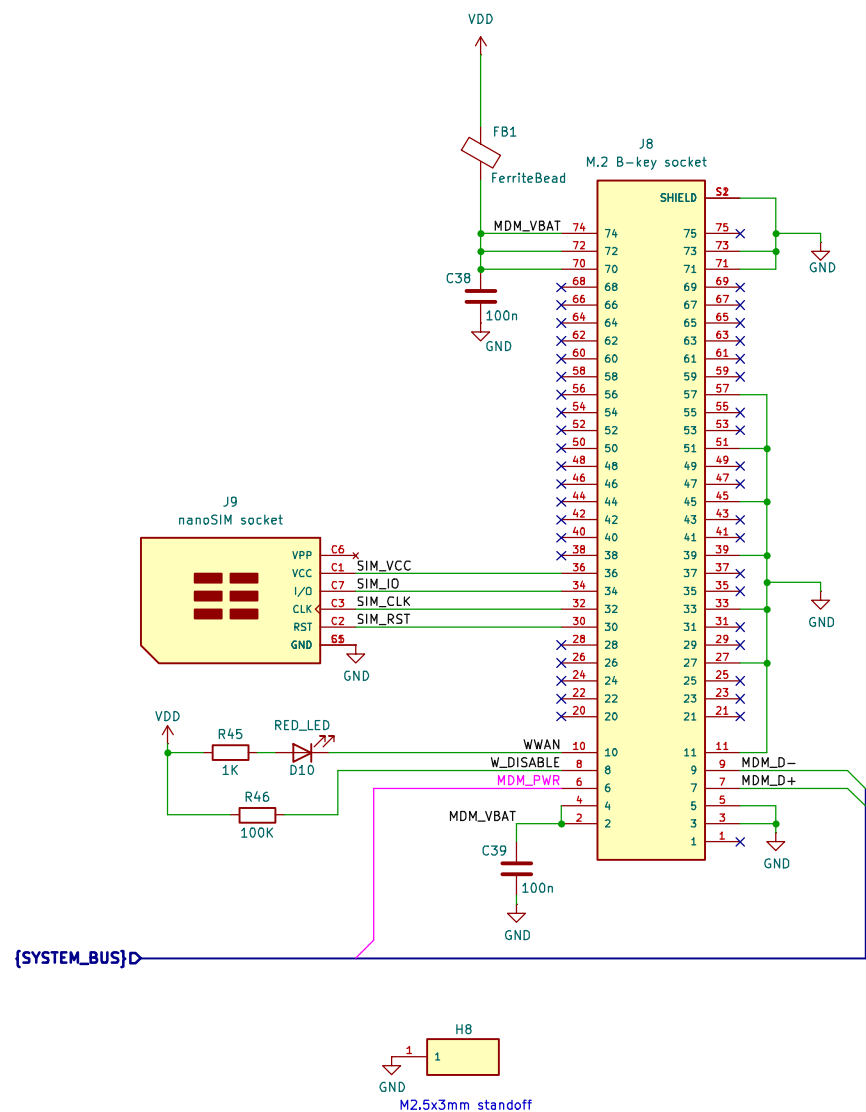 VDD
FB1
FerriteBead
J8
M.2 B-key socket
SHIELD
MDM_VBAT 74 74 75 75
72 72 73 73
70 70 71 71
GND
C38
100n
GND
68 68 69 69
66 66 67 67
64 64 65 65
62 62 63 63
60 60 61 61
58 58 59 59
56 56 57 57
54 54 55 55
52 52 53 53
50 50 51 51
48 48 49 49
46 46 47 47
44 44 45 45
42 42 43 43
40 40 41 41
38 38 39 39
36 36 37 37
34 34 35 35
32 32 33 33
30 30 31 31
28 28 29 29
26 26 27 27
24 24 25 25
22 22 23 23
20 20 21 21
GND
J9
nanoSIM socket
VPP C6
VCC C1 SIM_VCC
I/O C7 SIM_IO
CLK C3 SIM_CLK
RST C2 SIM_RST
GND
GND
VDD
R45
1K
RED_LED
D10
R46
100K
WWAN 10 10 11 11
W_DISABLE 8 8 9 9 MDM_D-
MDM_PWR 6 6 7 7 MDM_D+
4 4 5 5
MDM_VBAT 2 2 3 3
1 1
GND
C39
100n
GND
{SYSTEM_BUS}
H8
1 1
GND
M2.5x3mm standoff